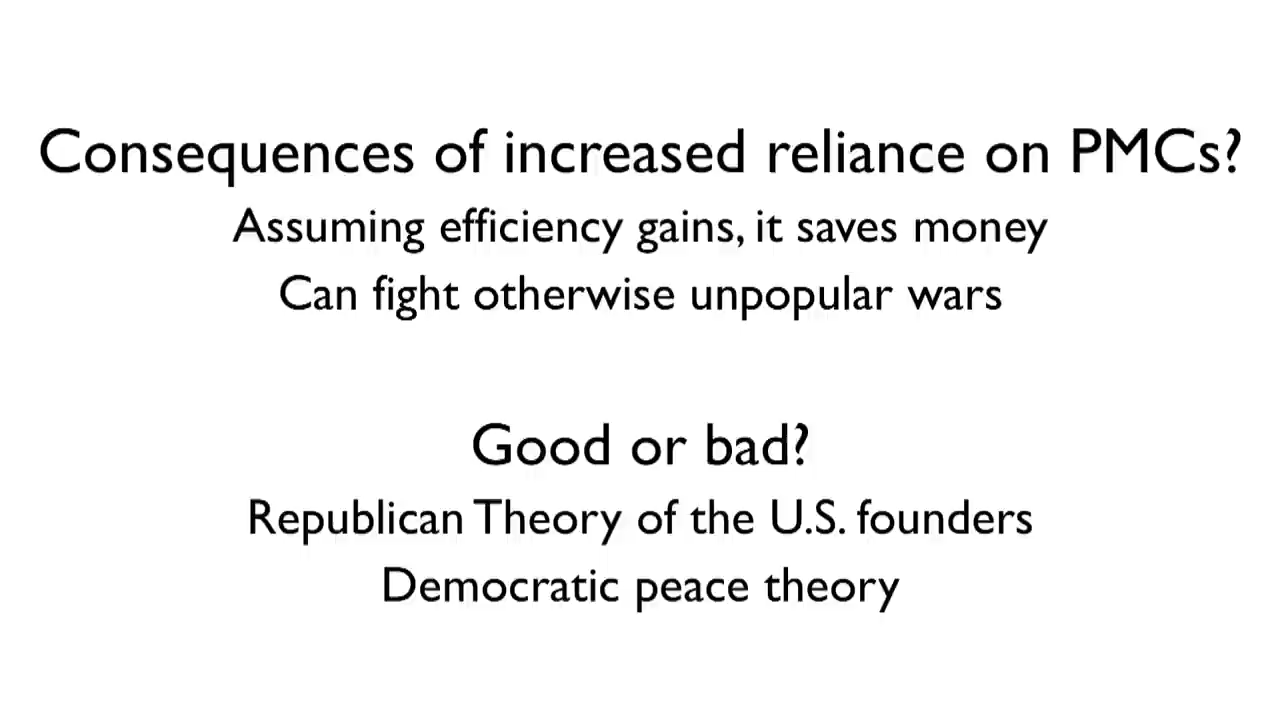 Consequences of increased reliance on PMCs?
Assuming efficiency gains, it saves money
Can fight otherwise unpopular wars
Good or bad?
Republican Theory of the U.S. founders
Democratic peace theory